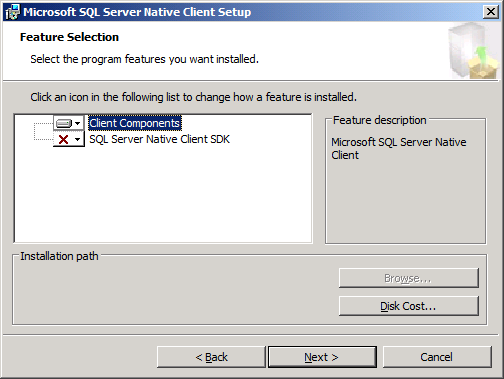 Microsoft SQL Server Native Client Setup
Feature Selection
Select the program features you want installed.
Click an icon in the following list to change how a feature is installed.
Client Components
SQL Server Native Client SDK
Feature description
Microsoft SQL Server Native
Client
Installation path
Browse...
Disk Cost...
< Back
Next >
Cancel